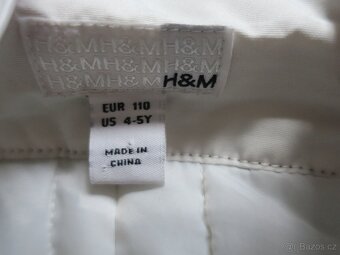 H&MH&MH&M
H&MH&MH&M
H&MH&MH&M
EUR 110
US 4-5Y
MADE IN
CHINA
©Bazos.cz